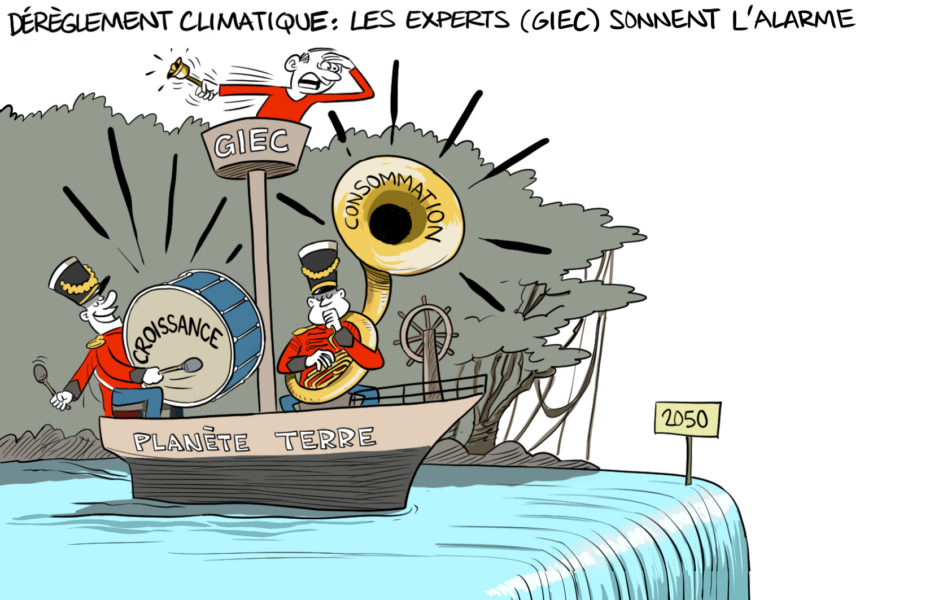 DÉRÈGLEMENT CLIMATIQUE: LES EXPERTS (GIEC) SONNENT L'ALARME
GIEC
CONSOMMATION
CROISSANCE
PLANÈTE TERRE
2050